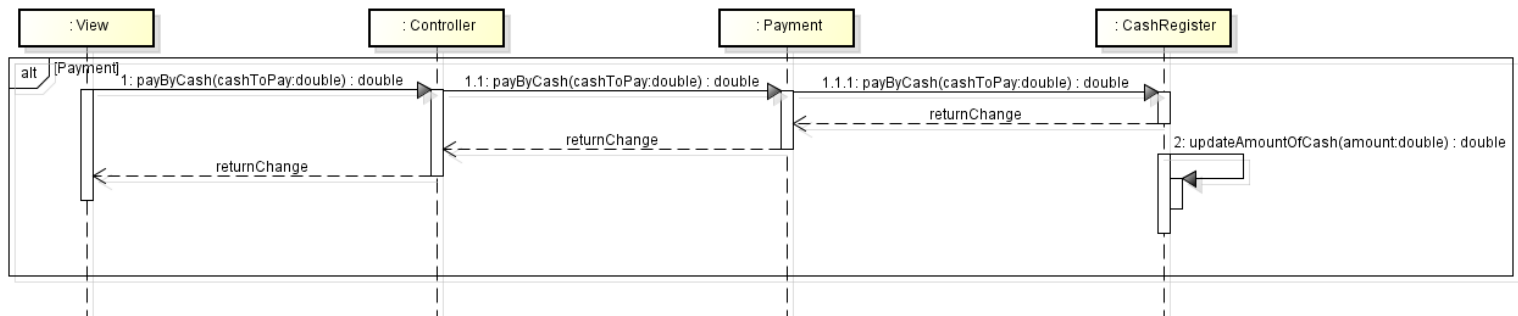 : View
: Controller
: Payment
: CashRegister
alt
[Payment]
1: payByCash(cashToPay:double) : double
1.1: payByCash(cashToPay:double) : double
1.1.1: payByCash(cashToPay:double) : double
returnChange
returnChange
returnChange
2: updateAmountOfCash(amount:double) : double